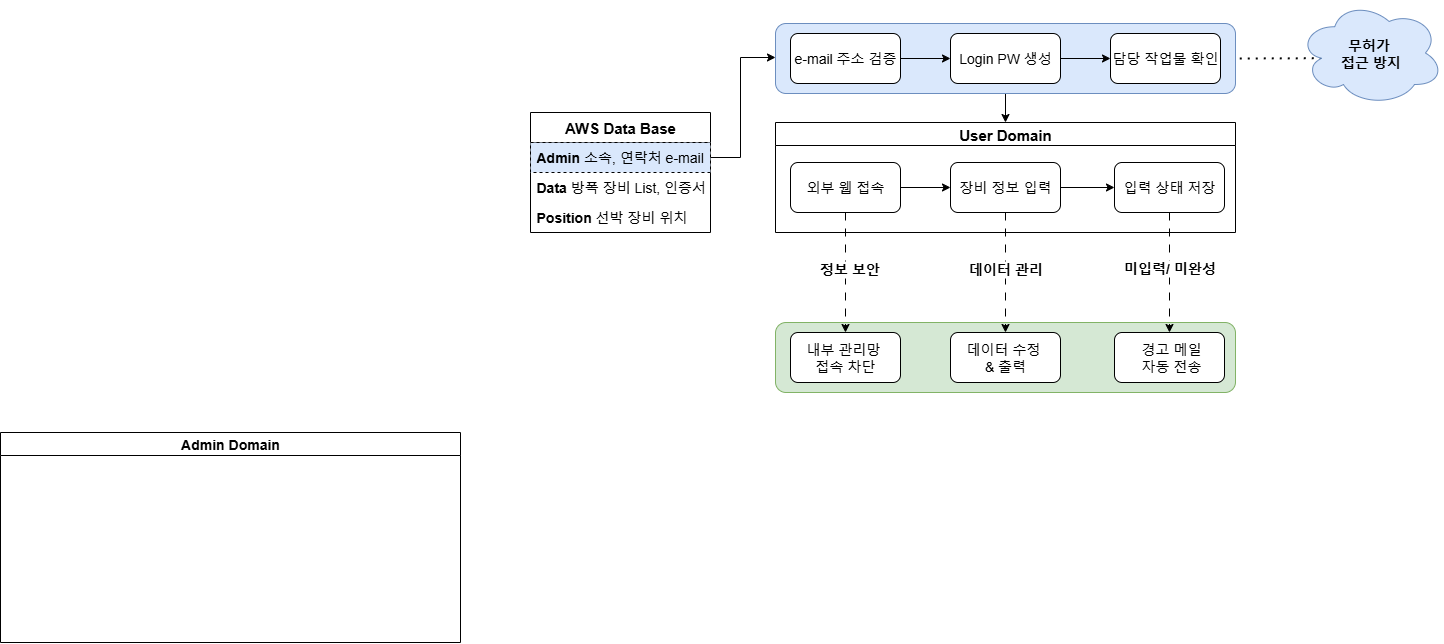 e-mail 주소 검증
Login PW 생성
담당 작업물 확인
무허가
접근 방지
AWS Data Base
Admin 소속, 연락처 e-mail
Data 방폭 장비 List, 인증서
Position 선박 장비 위치
User Domain
외부 웹 접속
장비 정보 입력
입력 상태 저장
정보 보안
데이터 관리
미입력/ 미완성
내부 관리망
접속 차단
데이터 수정
& 출력
경고 메일
자동 전송
Admin Domain